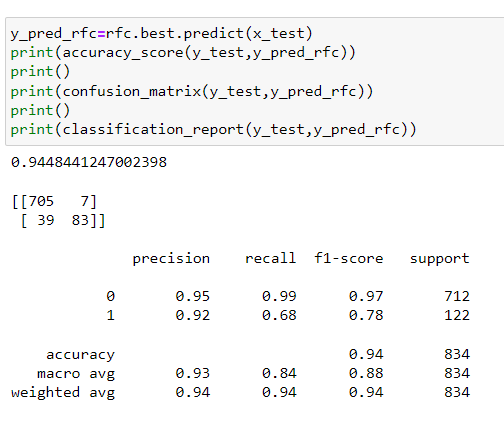 y_pred_rfc=rfc.best.predict(x_test)
print(accuracy_score(y_test,y_pred_rfc))
print()
print(confusion_matrix(y_test,y_pred_rfc))
print()
print(classification_report(y_test,y_pred_rfc))
0.9448441247002398
[[705   7]
 [ 39  83]]
precision    recall  f1-score   support
0       0.95      0.99      0.97       712
1       0.92      0.68      0.78       122
accuracy                           0.94       834
macro avg       0.93      0.84      0.88       834
weighted avg       0.94      0.94      0.94       834